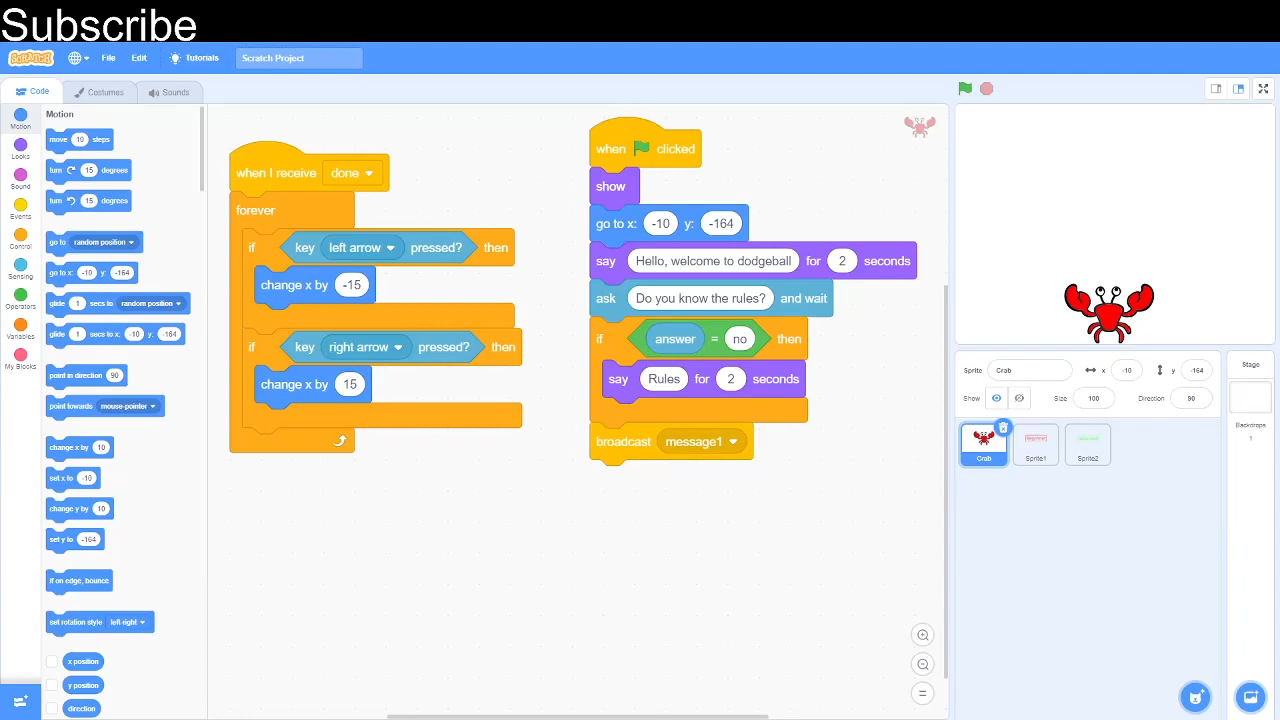 Subscribe
SCRATCH
File
Edit
Tutorials
Scratch Project
Code
Costumes
Sounds
Motion
Looks
Sound
Events
Control
Sensing
Operators
Variables
My Blocks
Motion
move 10 steps
turn 15 degrees
turn 15 degrees
go to random position
go to x: -10 y: -164
glide 1 secs to random position
glide 1 secs to x: -10 y: -164
point in direction 90
point towards mouse-pointer
change x by 10
set x to -10
change y by 10
set y to -164
if on edge, bounce
set rotation style left-right
x position
y position
direction
when I receive done
forever
if key left arrow pressed? then
change x by -15
if key right arrow pressed? then
change x by 15
when clicked
show
go to x: -10 y: -164
say Hello, welcome to dodgeball for 2 seconds
ask Do you know the rules? and wait
if answer = no then
say Rules for 2 seconds
broadcast message1
Sprite Crab x -10 y -164
Show Size 100 Direction 90
Crab
Sprite1
Sprite2
Stage
Backdrops
1